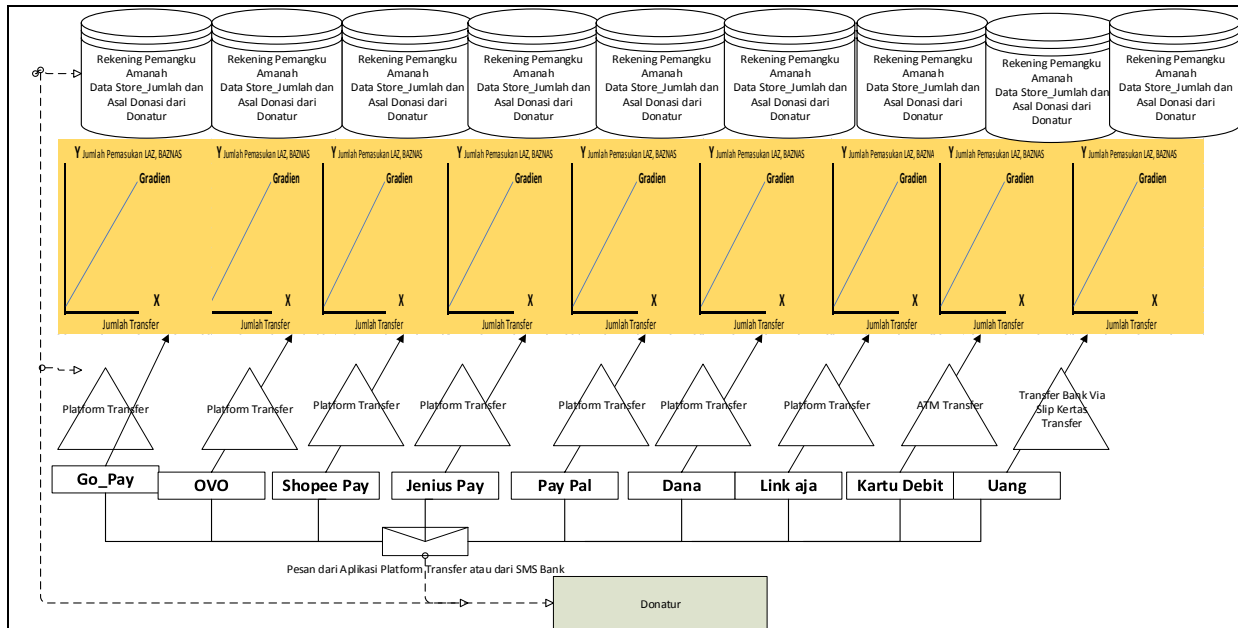 Rekening Pemangku
Amanah
Data Store_Jumlah dan
Asal Donasi dari
Donatur
Rekening Pemangku
Amanah
Data Store_Jumlah dan
Asal Donasi dari
Donatur
Rekening Pemangku
Amanah
Data Store_Jumlah dan
Asal Donasi dari
Donatur
Rekening Pemangku
Amanah
Data Store_Jumlah dan
Asal Donasi dari
Donatur
Rekening Pemangku
Amanah
Data Store_Jumlah dan
Asal Donasi dari
Donatur
Rekening Pemangku
Amanah
Data Store_Jumlah dan
Asal Donasi dari
Donatur
Rekening Pemangku
Amanah
Data Store_Jumlah dan
Asal Donasi dari
Donatur
Rekening Pemangku
Amanah
Data Store_Jumlah dan
Asal Donasi dari
Donatur
Rekening Pemangku
Amanah
Data Store_Jumlah dan
Asal Donasi dari
Donatur
Y Jumlah Pemasukan LAZ, BAZNAS
Gradien
X
Jumlah Transfer
Y Jumlah Pemasukan LAZ, BAZNAS
Gradien
X
Jumlah Transfer
Y Jumlah Pemasukan LAZ, BAZNAS
Gradien
X
Jumlah Transfer
Y Jumlah Pemasukan LAZ, BAZNAS
Gradien
X
Jumlah Transfer
Y Jumlah Pemasukan LAZ, BAZNAS
Gradien
X
Jumlah Transfer
Y Jumlah Pemasukan LAZ, BAZNAS
Gradien
X
Jumlah Transfer
Y Jumlah Pemasukan LAZ, BAZNA
Gradien
X
Jumlah Transfer
Y Jumlah Pemasukan LAZ, BAZNAS
Gradien
X
Jumlah Transfer
Y Jumlah Pemasukan LAZ, BAZNAS
Gradien
X
Jumlah Transfer
Platform Transfer
Platform Transfer
Platform Transfer
Platform Transfer
Platform Transfer
Platform Transfer
Platform Transfer
ATM Transfer
Transfer Bank Via
Slip Kertas
Transfer
Go_Pay
OVO
Shopee Pay
Jenius Pay
Pay Pal
Dana
Link aja
Kartu Debit
Uang
Pesan dari Aplikasi Platform Transfer atau dari SMS Bank
Donatur